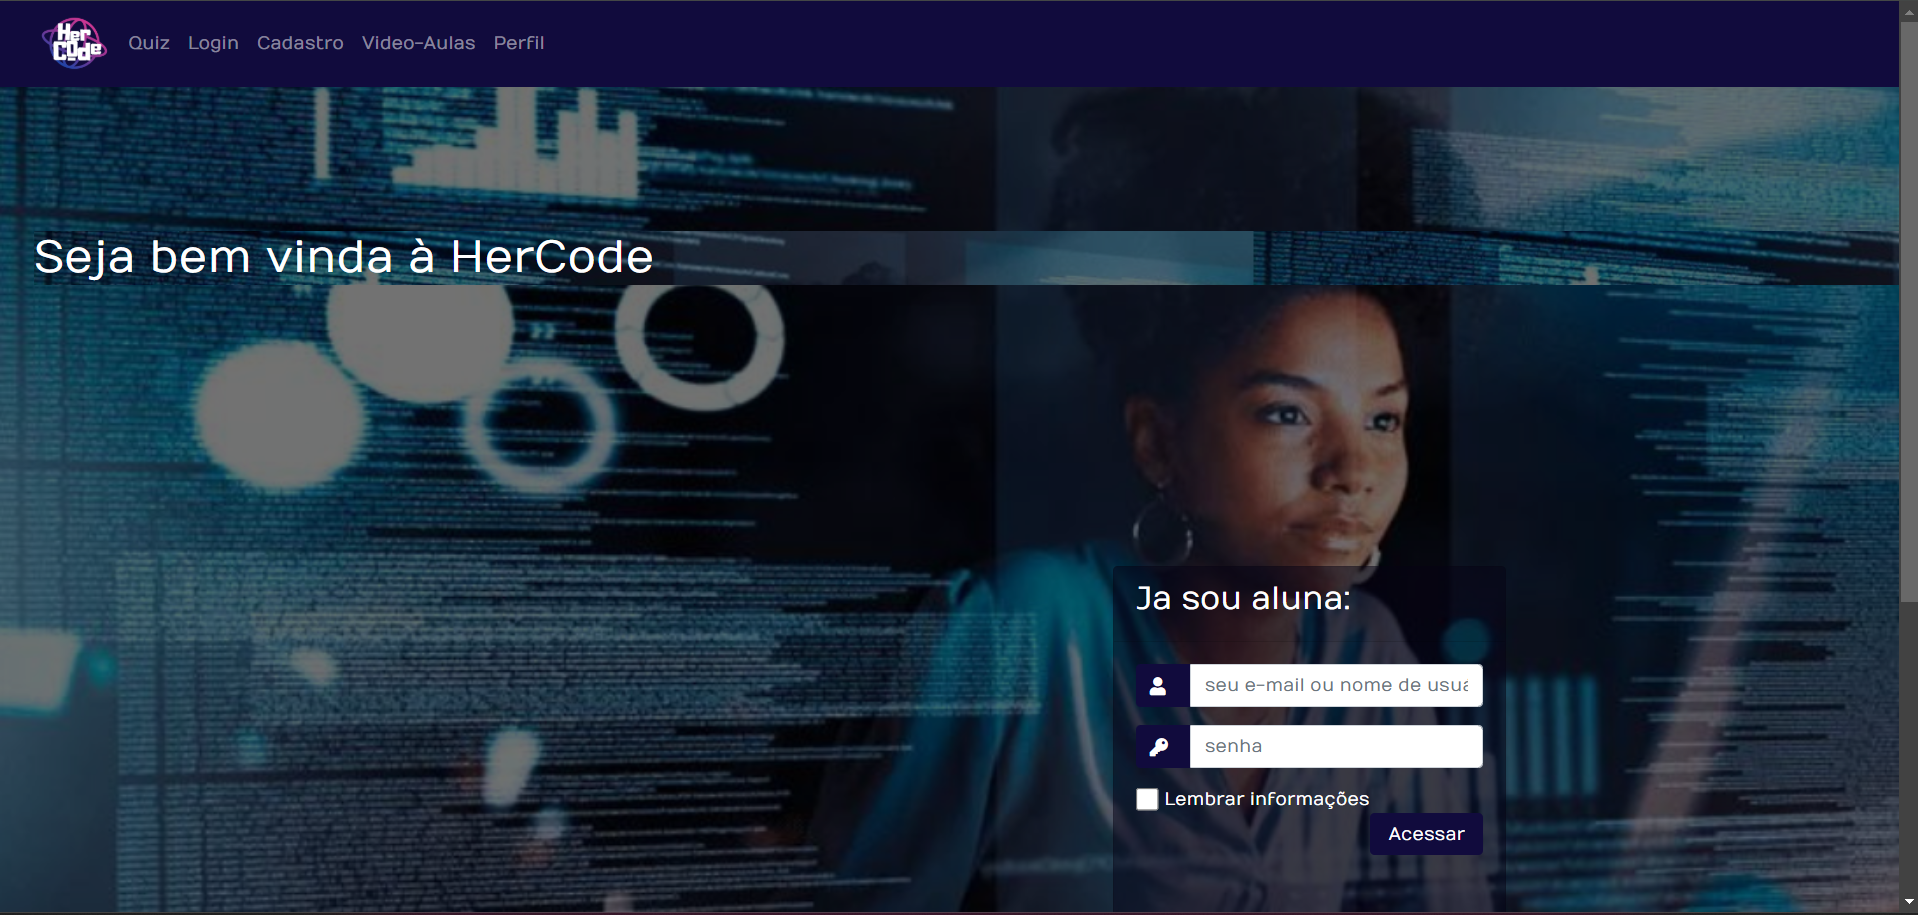 Her
Code
Quiz Login Cadastro Video-Aulas Perfil
Seja bem vinda à HerCode
Ja sou aluna:
seu e-mail ou nome de usua
senha
Lembrar informações
Acessar